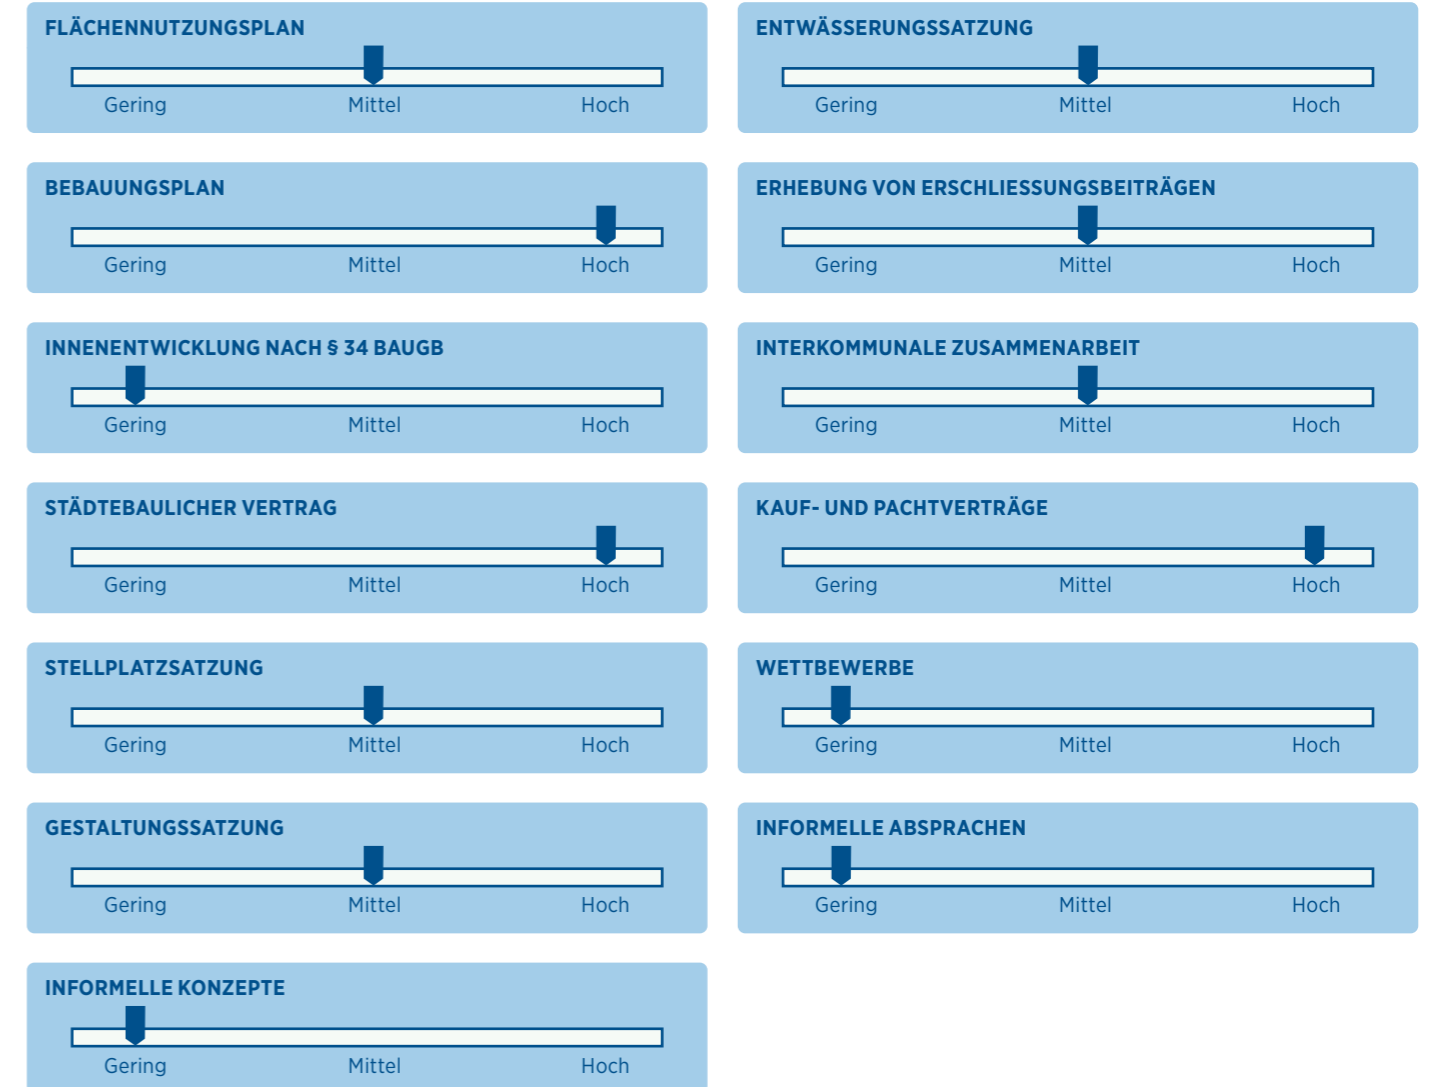 FLÄCHENNUTZUNGSPLAN
Gering Mittel Hoch
BEBAUUNGSPLAN
Gering Mittel Hoch
INNENENTWICKLUNG NACH § 34 BAUGB
Gering Mittel Hoch
STÄDTEBAULICHER VERTRAG
Gering Mittel Hoch
STELLPLATZSATZUNG
Gering Mittel Hoch
GESTALTUNGSSATZUNG
Gering Mittel Hoch
INFORMELLE KONZEPTE
Gering Mittel Hoch
ENTWÄSSERUNGSSATZUNG
Gering Mittel Hoch
ERHEBUNG VON ERSCHLIESSUNGSBEITRÄGEN
Gering Mittel Hoch
INTERKOMMUNALE ZUSAMMENARBEIT
Gering Mittel Hoch
KAUF- UND PACHTVERTRÄGE
Gering Mittel Hoch
WETTBEWERBE
Gering Mittel Hoch
INFORMELLE ABSPRACHEN
Gering Mittel Hoch